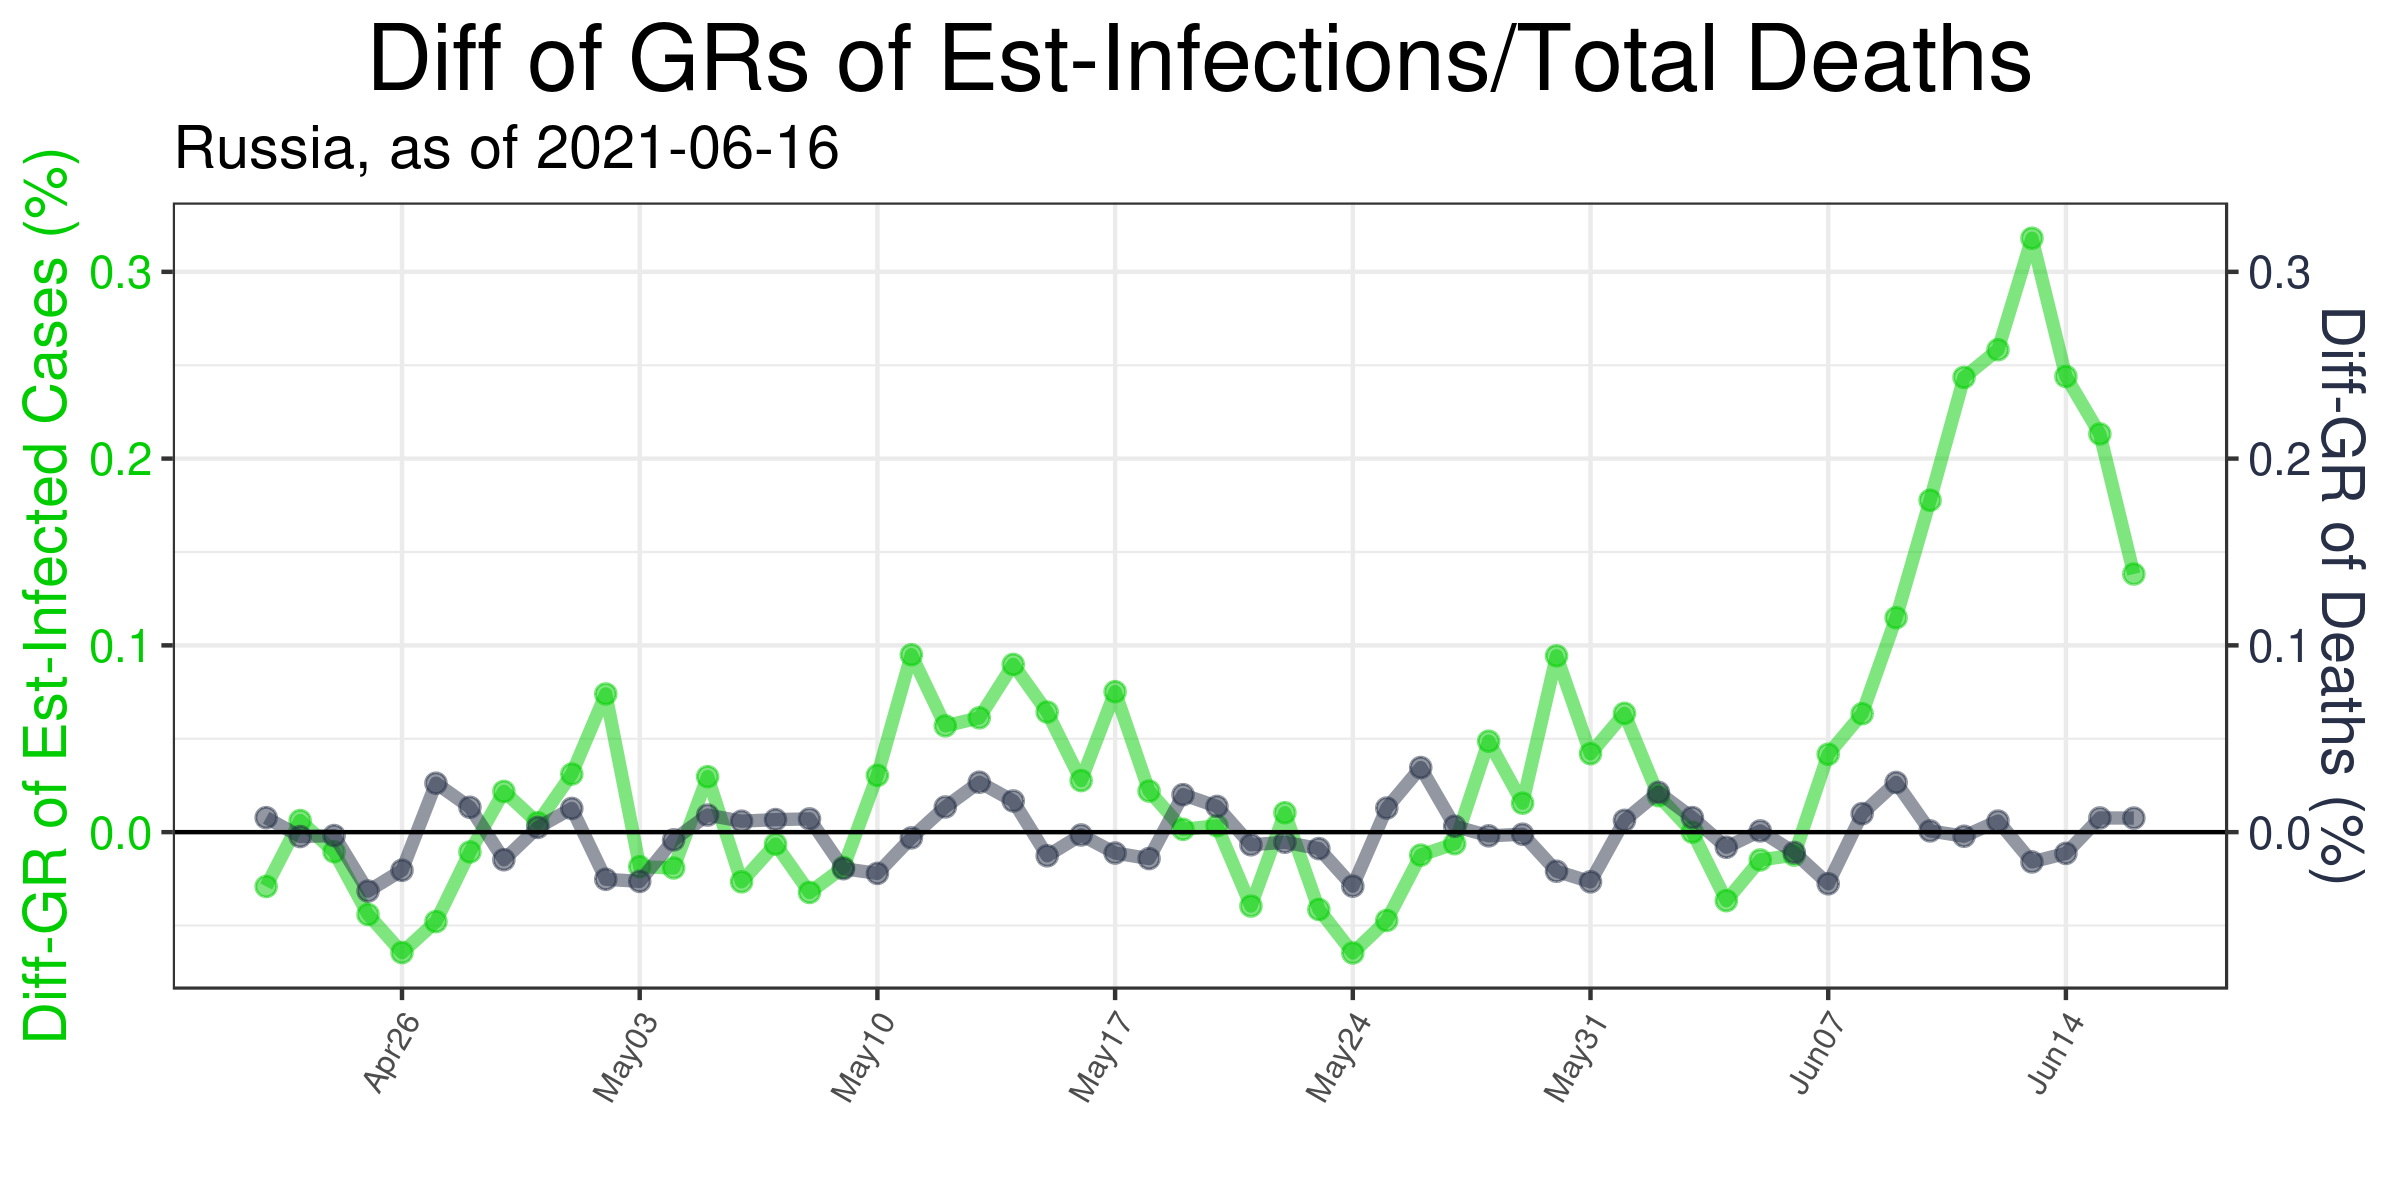 Diff of GRs of Est-Infections/Total Deaths
Russia, as of 2021-06-16
Diff-GR of Est-Infected Cases (%)
0.3
0.2
0.1
0.0
0.3
0.2
0.1
0.0
Diff-GR of Deaths (%)
Apr26
May03
May10
May17
May24
May31
Jun07
Jun14